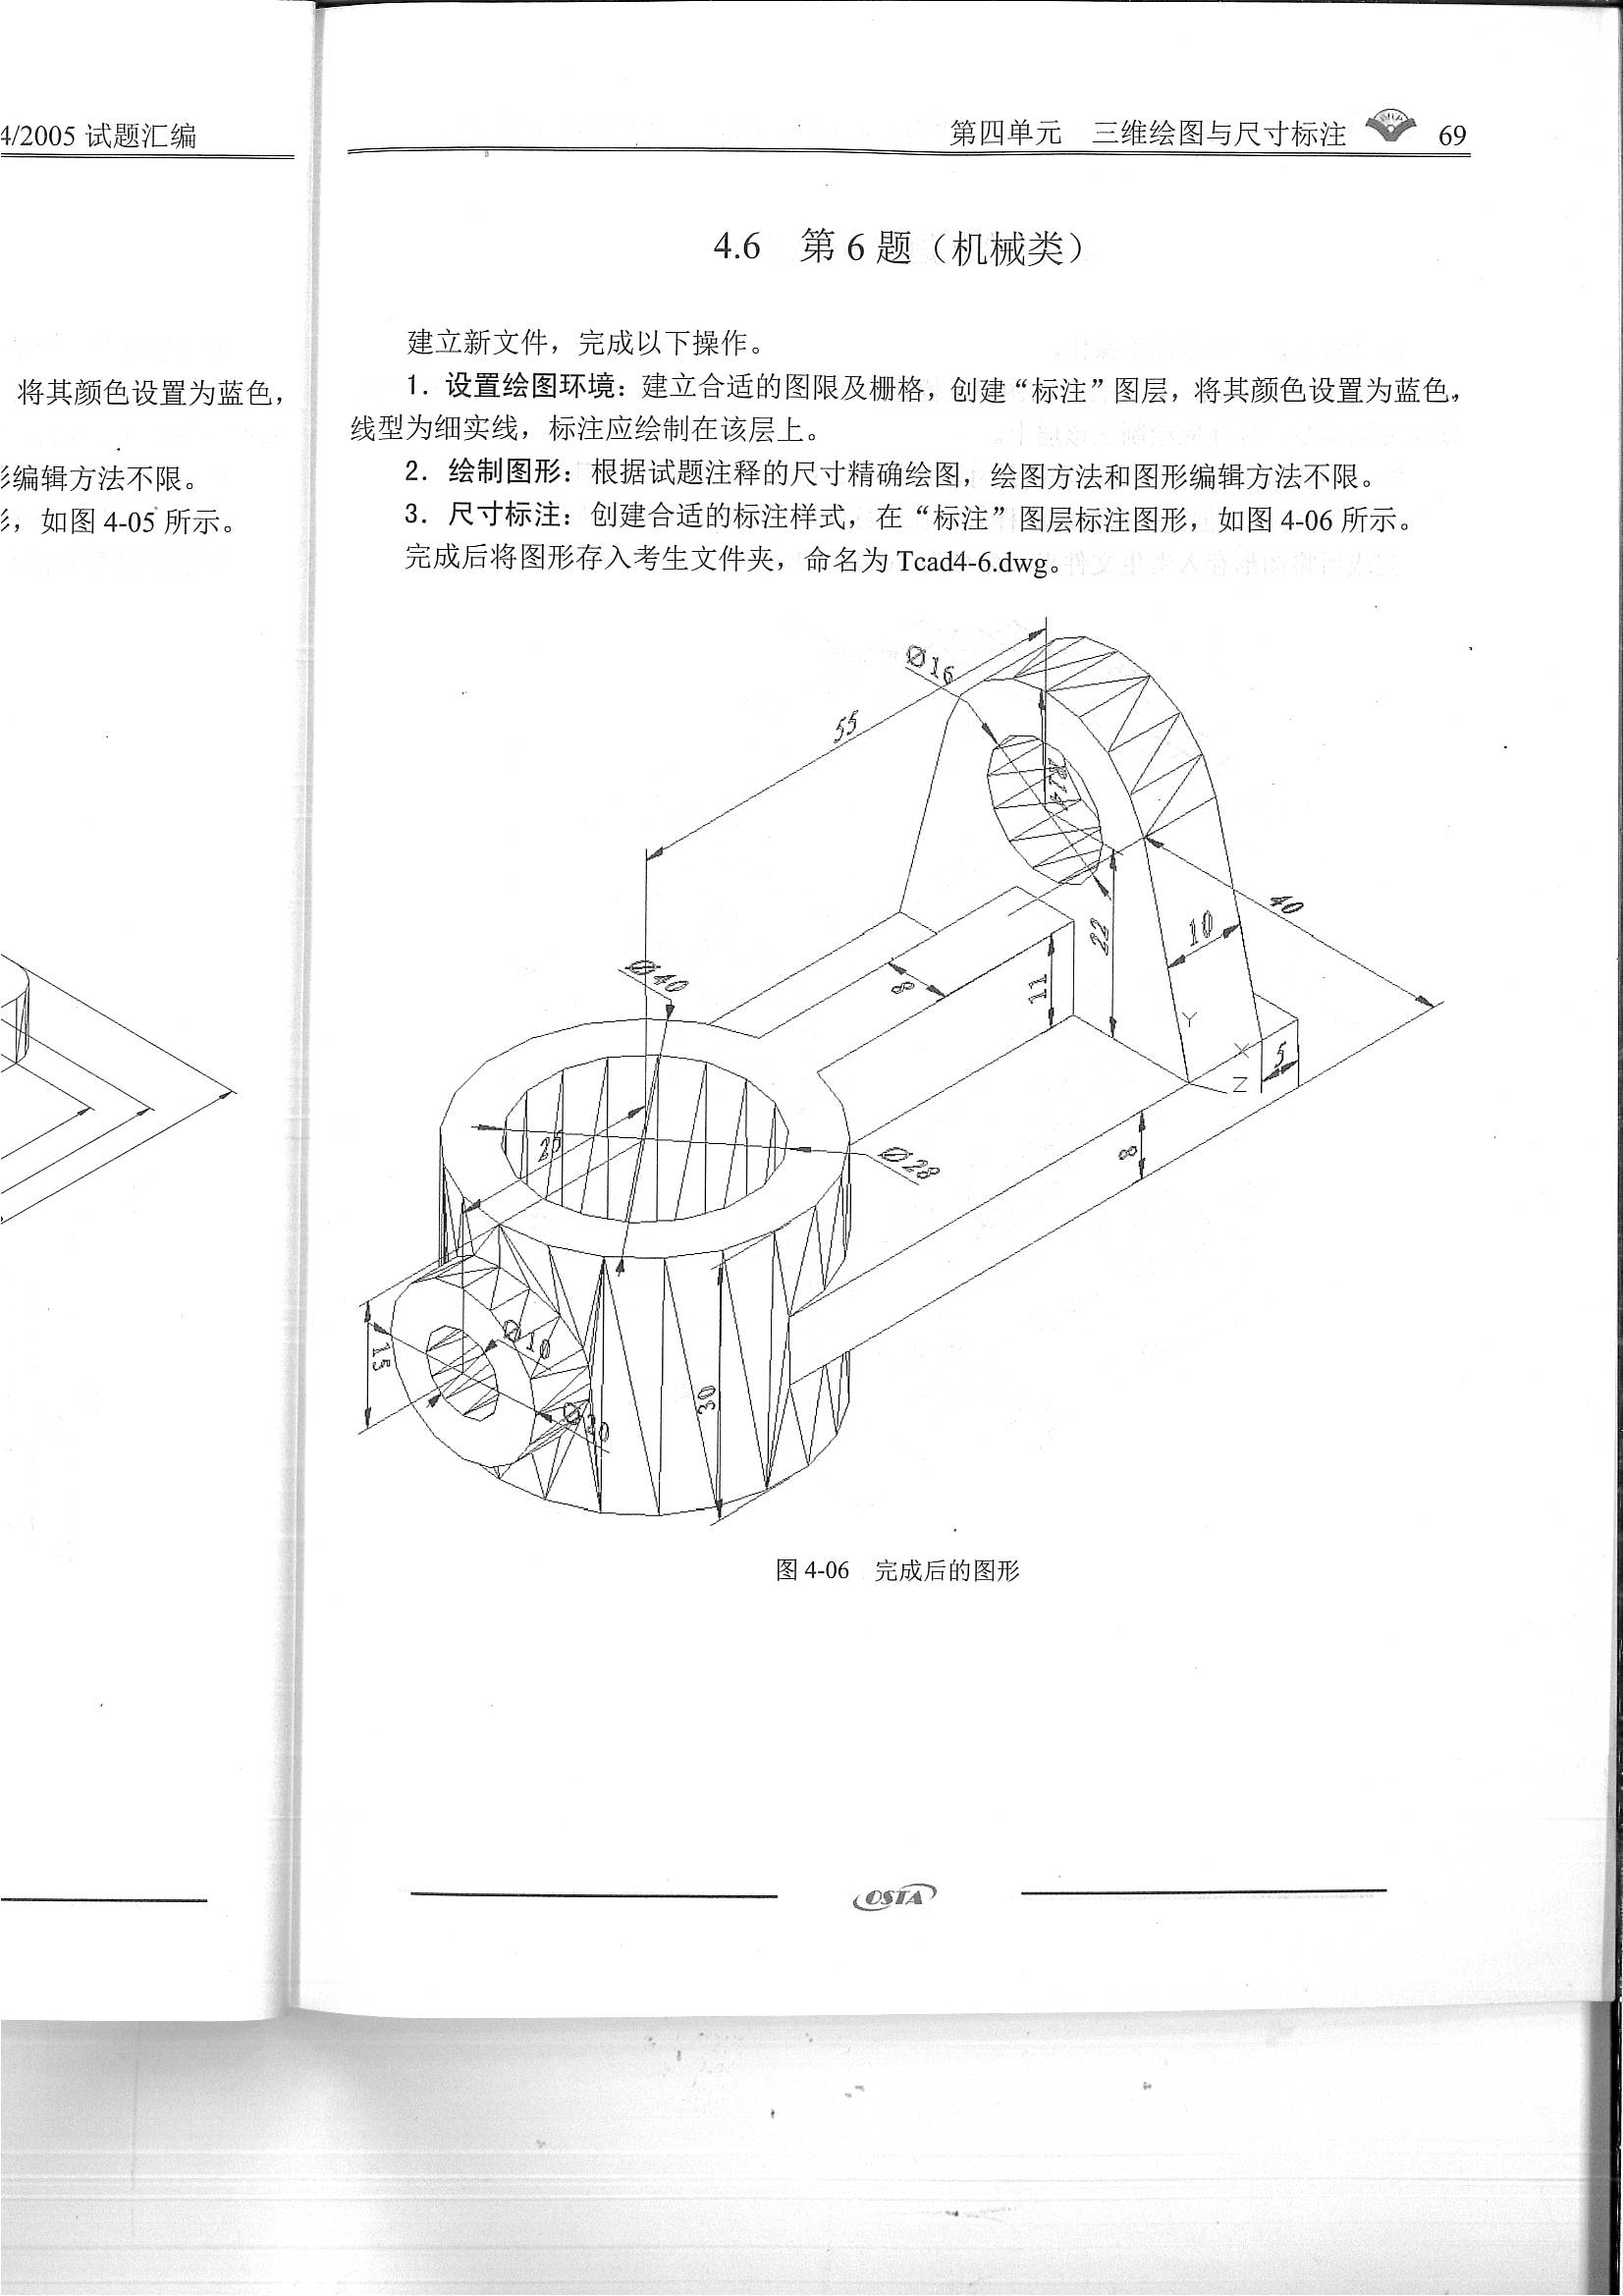 4/2005 试题汇编
将其颜色设置为蓝色，
编辑方法不限。
，如图 4-05 所示。
第四单元　三维绘图与尺寸标注 69
4.6　第 6 题（机械类）
建立新文件，完成以下操作。
1．设置绘图环境：建立合适的图限及栅格，创建“标注”图层，将其颜色设置为蓝色，
线型为细实线，标注应绘制在该层上。
2．绘制图形：根据试题注释的尺寸精确绘图，绘图方法和图形编辑方法不限。
3．尺寸标注：创建合适的标注样式，在“标注”图层标注图形，如图 4-06 所示。
完成后将图形存入考生文件夹，命名为 Tcad4-6.dwg。
Ø16
55
R14
40
10
22
Ø40
8
11
Y
X
Z
5
25
Ø28
8
15
Ø10
Ø20
30
图 4-06　完成后的图形
OSTA